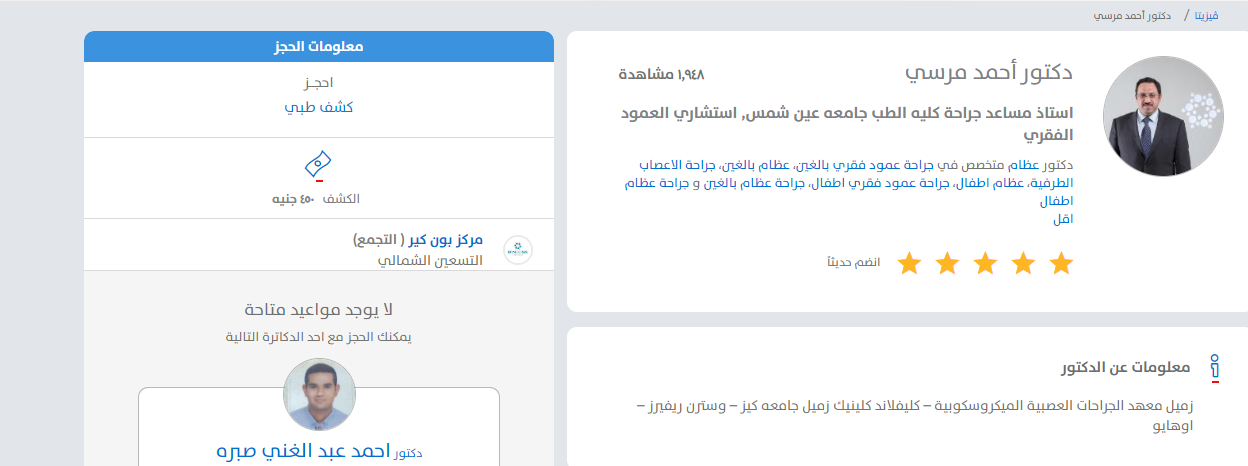 ڤيزيتا / دكتور أحمد مرسي
دكتور أحمد مرسي
١,٩٤٨ مشاهدة
استاذ مساعد جراحة كليه الطب جامعه عين شمس, استشاري العمود
الفقري
دكتور عظام متخصص في جراحة عمود فقري بالغين، عظام بالغين، جراحة الاعصاب
الطرفية، عظام اطفال، جراحة عمود فقري اطفال، جراحة عظام بالغين و جراحة عظام
اطفال
اقل
انضم حديثاً
معلومات عن الدكتور
زميل معهد الجراحات العصبية الميكروسكوبية – كليفلاند كلينيك زميل جامعه كيز – وسترن ريفيرز –
اوهايو
معلومات الحجز
احجـز
كشف طبي
الكشف ٤٥٠ جنيه
مركز بون كير ( التجمع)
التسعين الشمالي
لا يوجد مواعيد متاحة
يمكنك الحجز مع احد الدكاترة التالية
دكتور احمد عبد الغني صبره